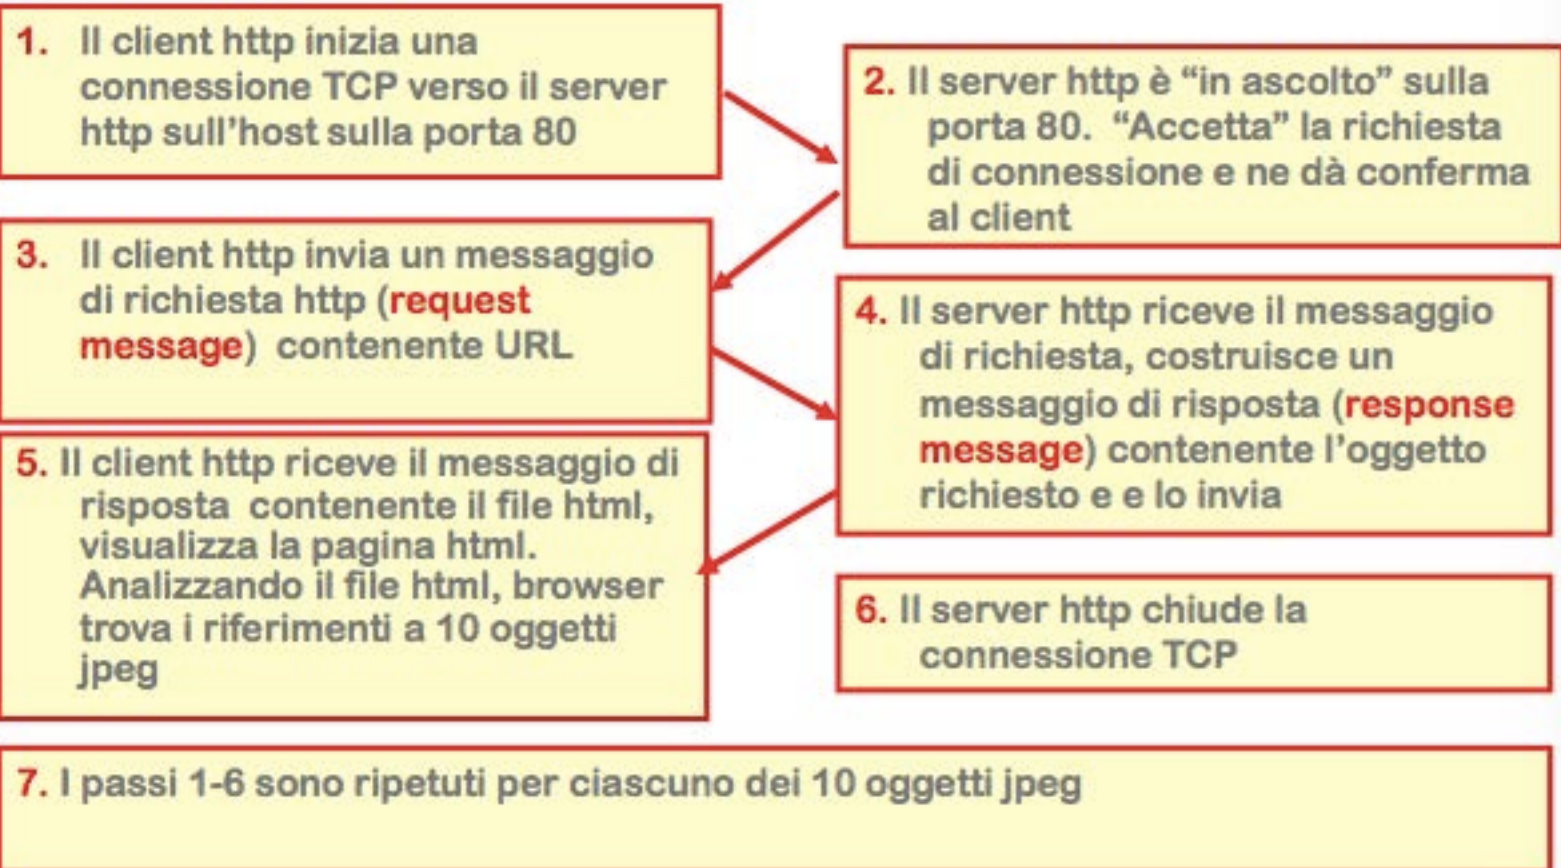 1. Il client http inizia una
connessione TCP verso il server
http sull'host sulla porta 80
2. Il server http è “in ascolto” sulla
porta 80. “Accetta” la richiesta
di connessione e ne dà conferma
al client
3. Il client http invia un messaggio
di richiesta http (request
message) contenente URL
4. Il server http riceve il messaggio
di richiesta, costruisce un
messaggio di risposta (response
message) contenente l'oggetto
richiesto e e lo invia
5. Il client http riceve il messaggio di
risposta contenente il file html,
visualizza la pagina html.
Analizzando il file html, browser
trova i riferimenti a 10 oggetti
jpeg
6. Il server http chiude la
connessione TCP
7. I passi 1-6 sono ripetuti per ciascuno dei 10 oggetti jpeg